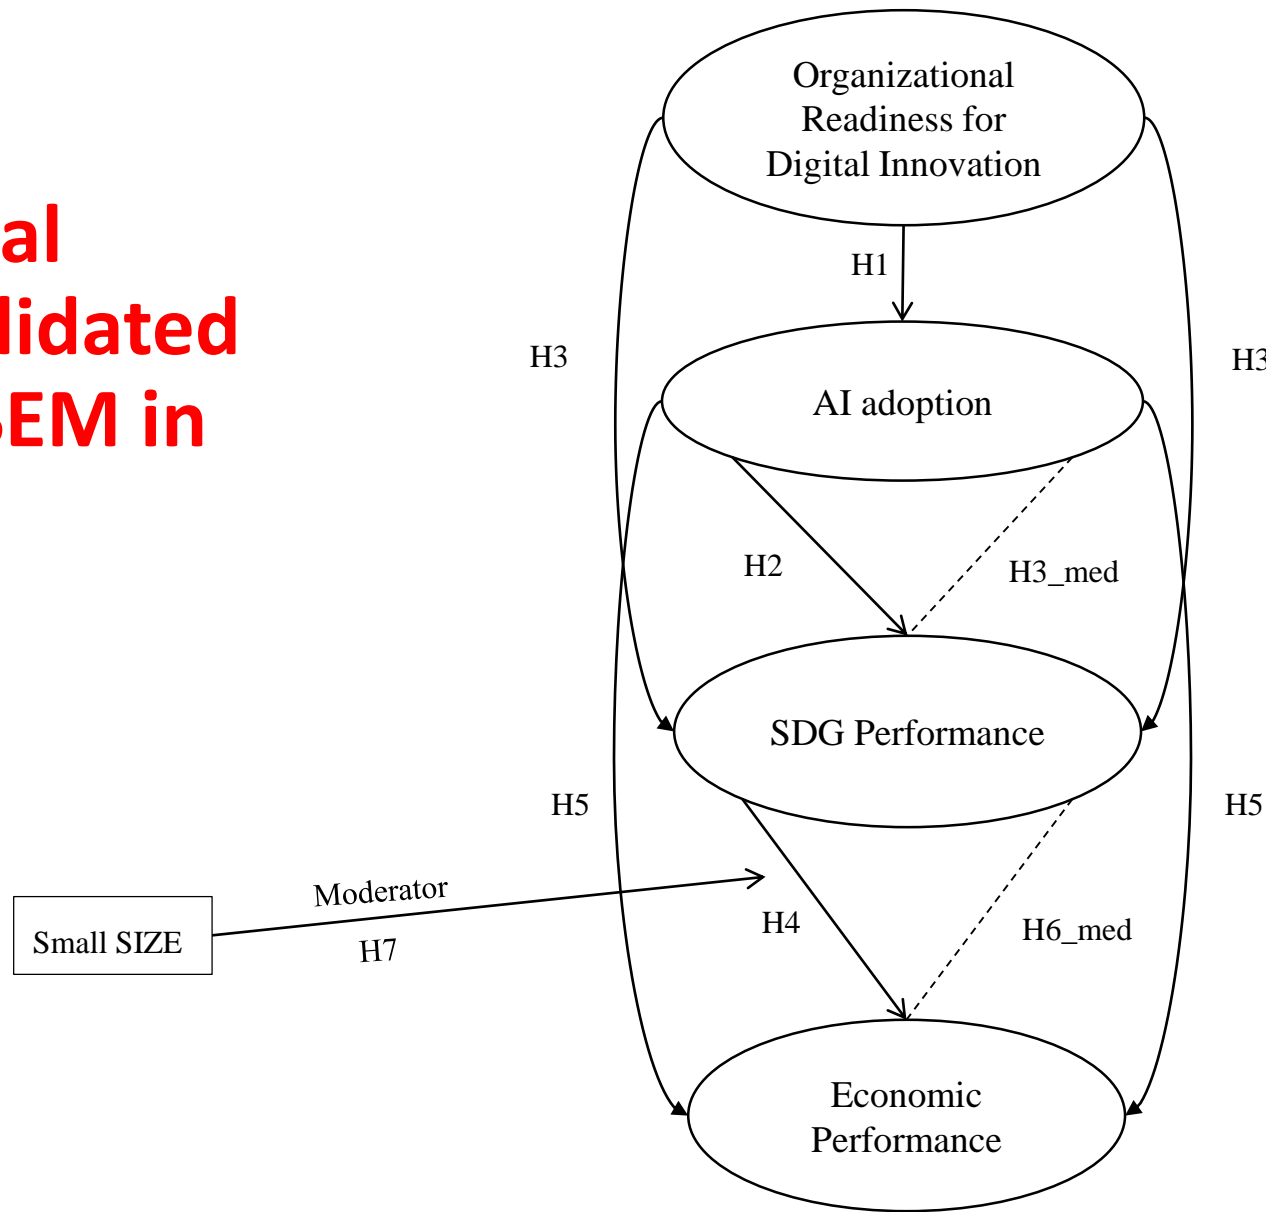 al
lidated
SEM in
Organizational
Readiness for
Digital Innovation
H1
H3
H3
AI adoption
H2
H3_med
SDG Performance
H5
H5
Moderator
Small SIZE
H7
H4
H6_med
Economic
Performance